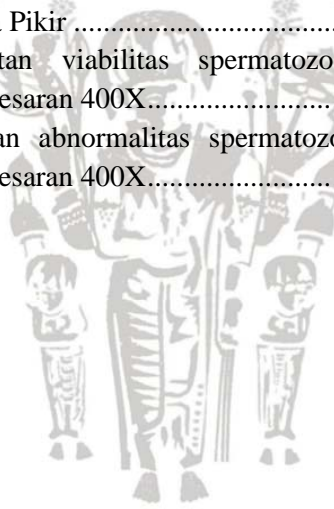 Pikir ....................................
tan viabilitas spermatozo
esaran 400X.........................
an abnormalitas spermatozo
esaran 400X.........................